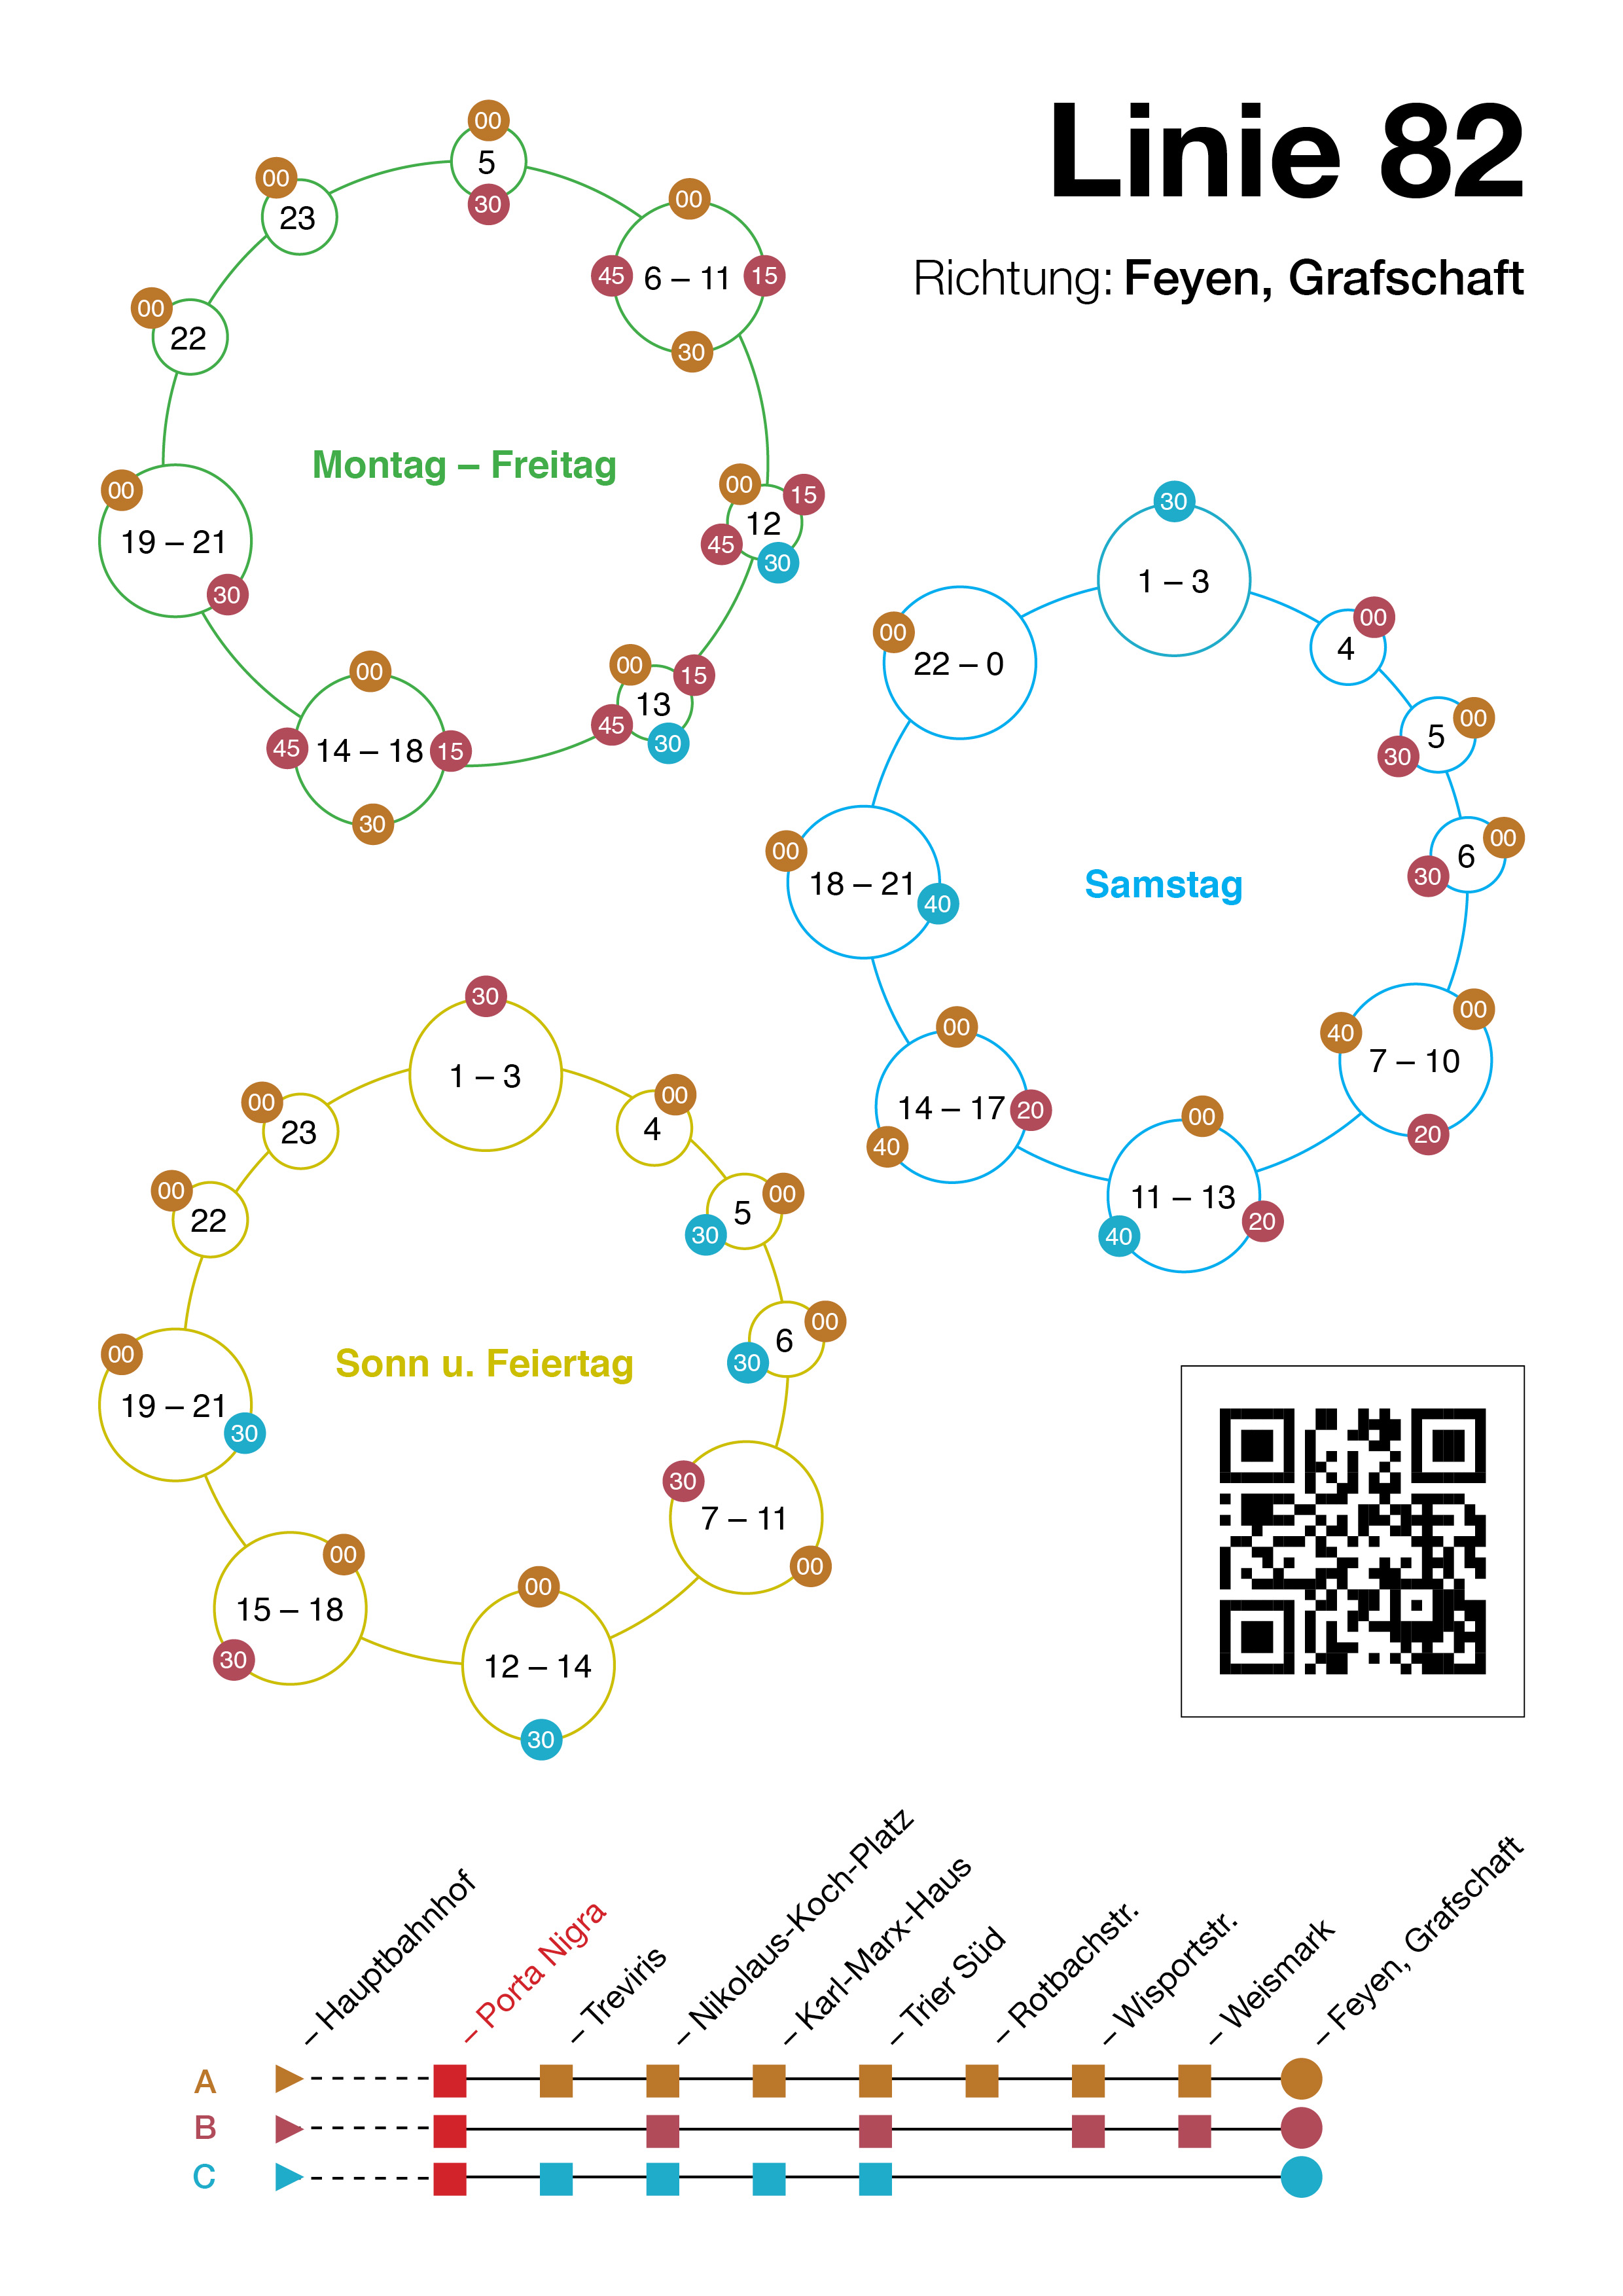 Linie 82
Richtung: Feyen, Grafschaft
Montag – Freitag
00
5
30
00
45 6 – 11 15
30
00 15
12
45 30
00 15
13
45 30
00
45 14 – 18 15
30
00
19 – 21
30
00
22
00
23
Samstag
30
1 – 3
00
4
00
5
30
00
6
30
00
40
7 – 10
20
00
11 – 13
40 20
00
14 – 17 20
40
00
18 – 21
40
00
22 – 0
Sonn u. Feiertag
30
1 – 3
00
4
00
5
30
00
6
30
30
7 – 11
00
00
12 – 14
30
00
15 – 18
30
00
19 – 21
30
00
22
00
23
– Hauptbahnhof
– Porta Nigra
– Treviris
– Nikolaus-Koch-Platz
– Karl-Marx-Haus
– Trier Süd
– Rotbachstr.
– Wisportstr.
– Weismark
– Feyen, Grafschaft
A
B
C